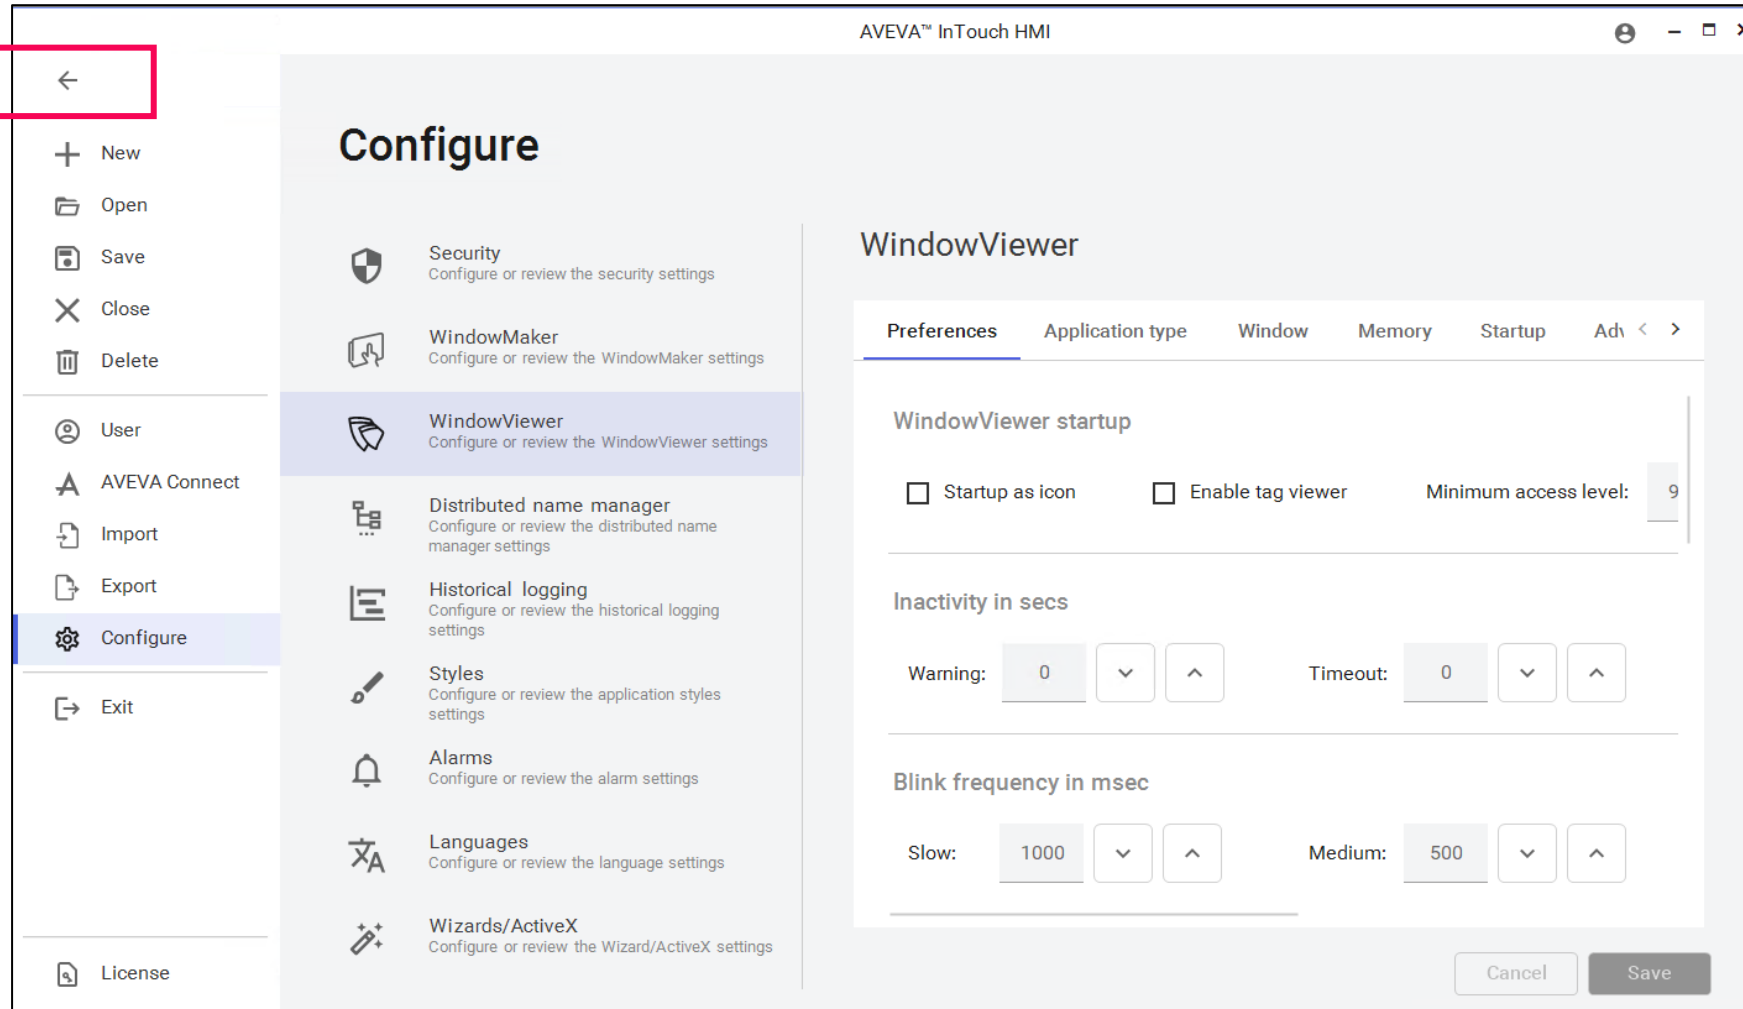 AVEVA™ InTouch HMI
New
Open
Save
Close
Delete
User
AVEVA Connect
Import
Export
Configure
Exit
License
Configure
Security
Configure or review the security settings
WindowMaker
Configure or review the WindowMaker settings
WindowViewer
Configure or review the WindowViewer settings
Distributed name manager
Configure or review the distributed name
manager settings
Historical logging
Configure or review the historical logging
settings
Styles
Configure or review the application styles
settings
Alarms
Configure or review the alarm settings
Languages
Configure or review the language settings
Wizards/ActiveX
Configure or review the Wizard/ActiveX settings
WindowViewer
Preferences Application type Window Memory Startup
WindowViewer startup
Startup as icon Enable tag viewer Minimum access level: 9
Inactivity in secs
Warning: 0 Timeout: 0
Blink frequency in msec
Slow: 1000 Medium: 500
Cancel Save